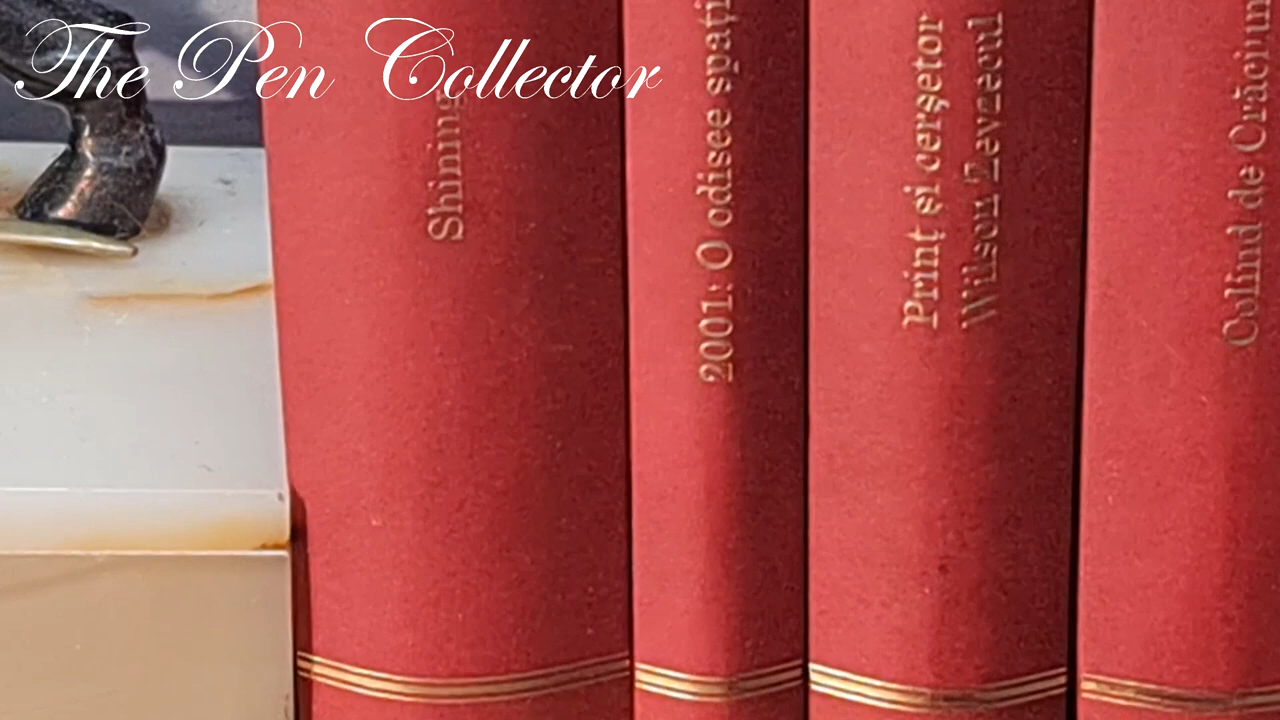 The Pen Collector
Shining
2001: O odisee spați
Prinț și cerșetor
Wilson Zevzecul
Colind de Crăciun